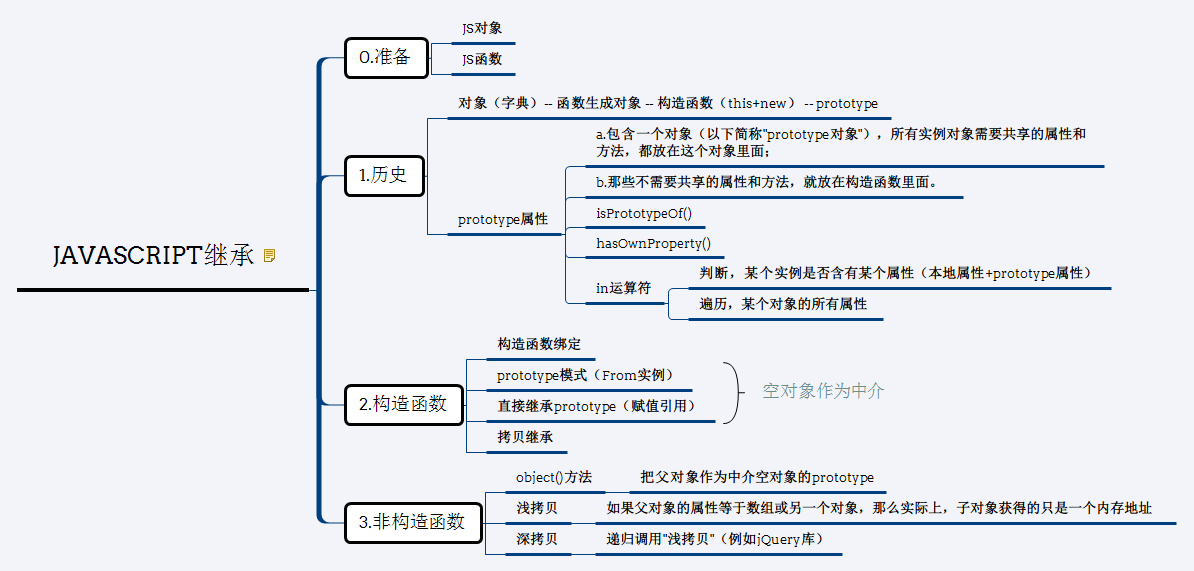 JAVASCRIPT继承
0.准备
JS对象
JS函数
1.历史
对象（字典）-- 函数生成对象 -- 构造函数（this+new） -- prototype
prototype属性
a.包含一个对象（以下简称"prototype对象"），所有实例对象需要共享的属性和
方法，都放在这个对象里面；
b.那些不需要共享的属性和方法，就放在构造函数里面。
isPrototypeOf()
hasOwnProperty()
in运算符
判断，某个实例是否含有某个属性（本地属性+prototype属性）
遍历，某个对象的所有属性
2.构造函数
构造函数绑定
prototype模式（From实例）
直接继承prototype（赋值引用）
拷贝继承
空对象作为中介
3.非构造函数
object()方法
把父对象作为中介空对象的prototype
浅拷贝
如果父对象的属性等于数组或另一个对象，那么实际上，子对象获得的只是一个内存地址
深拷贝
递归调用"浅拷贝"（例如jQuery库）